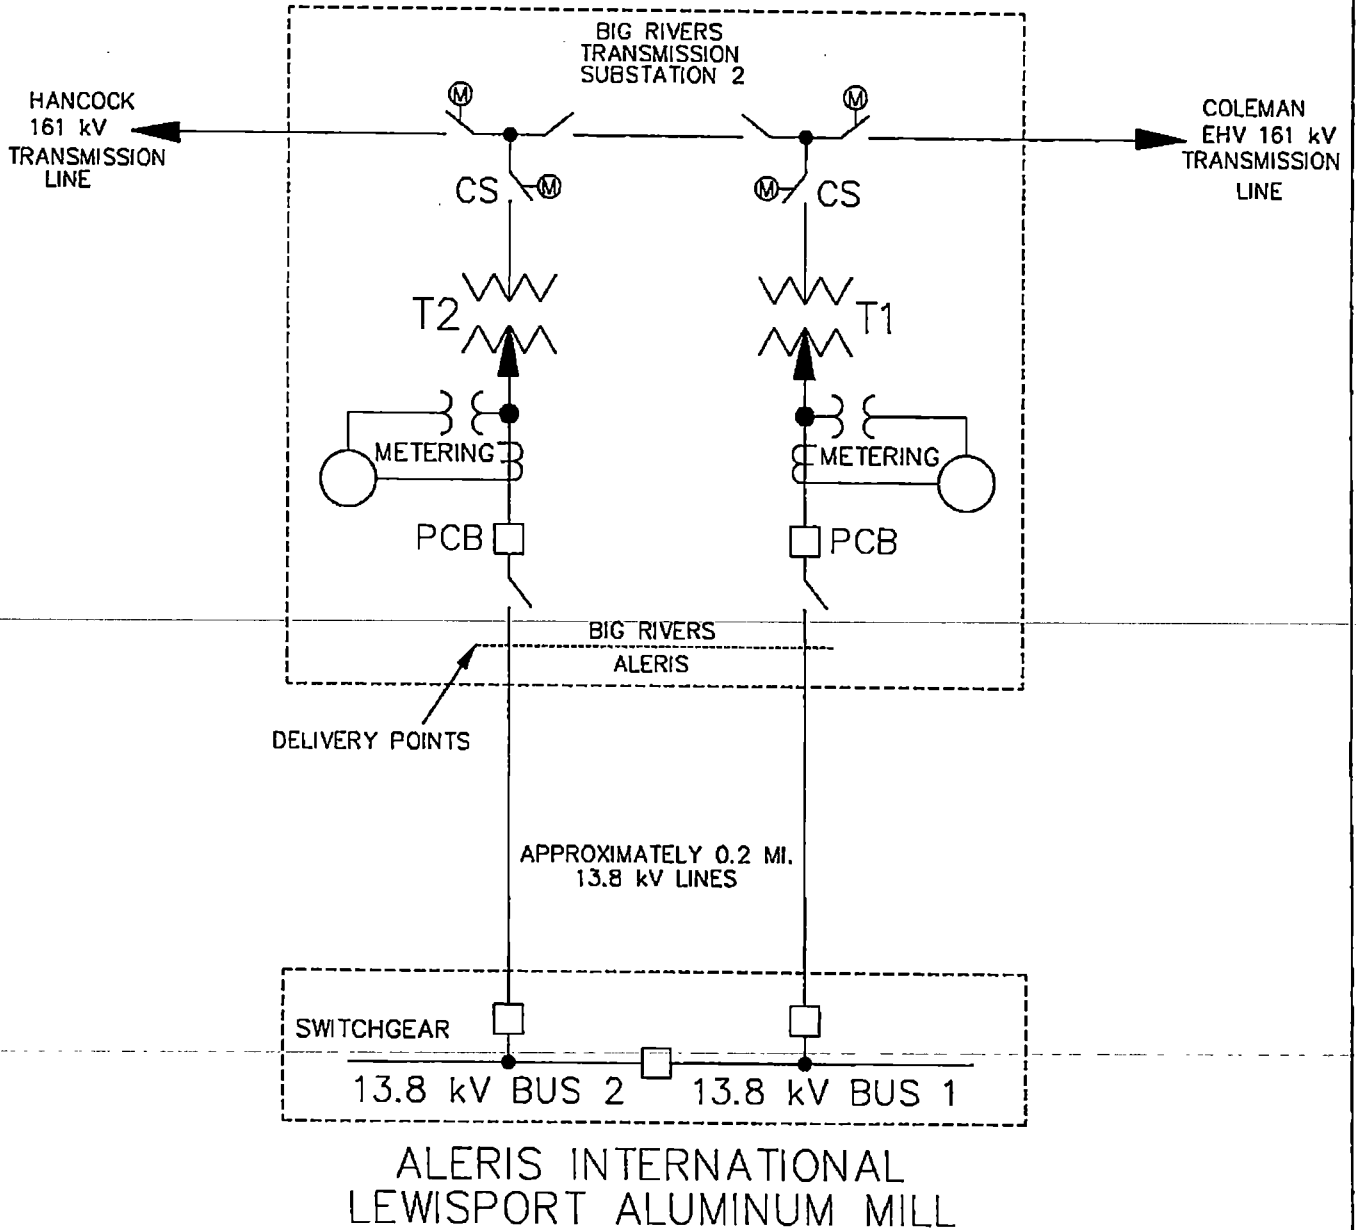 BIG RIVERS
TRANSMISSION
SUBSTATION 2
HANCOCK
161 kV
TRANSMISSION
LINE
M
M
COLEMAN
EHV 161 kV
TRANSMISSION
LINE
CS M
M CS
T2
T1
METERING
METERING
PCB
PCB
BIG RIVERS
ALERIS
DELIVERY POINTS
APPROXIMATELY 0.2 MI.
13.8 kV LINES
SWITCHGEAR
13.8 kV BUS 2
13.8 kV BUS 1
ALERIS INTERNATIONAL
LEWISPORT ALUMINUM MILL